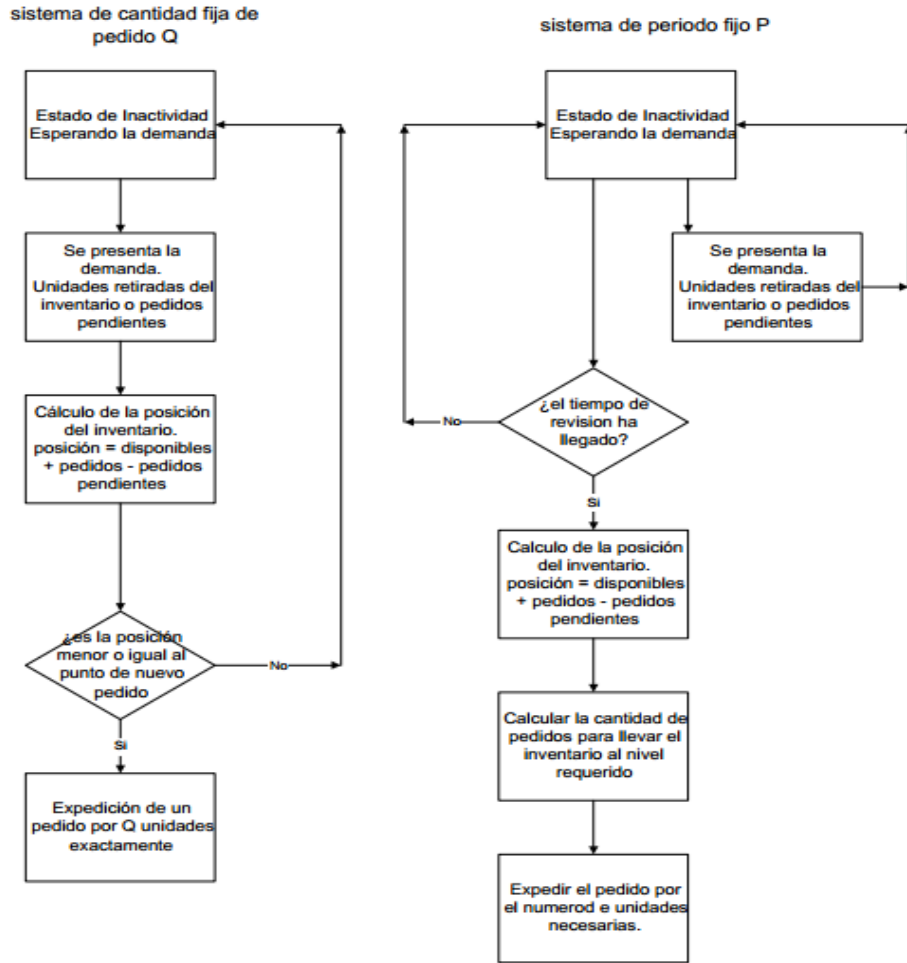 sistema de cantidad fija de
pedido Q
Estado de Inactividad
Esperando la demanda
Se presenta la
demanda.
Unidades retiradas del
inventario o pedidos
pendientes
Cálculo de la posición
del inventario.
posición = disponibles
+ pedidos - pedidos
pendientes
¿es la posición
menor o igual al
punto de nuevo
pedido
No
Si
Expedición de un
pedido por Q unidades
exactamente
sistema de periodo fijo P
Estado de Inactividad
Esperando la demanda
Se presenta la
demanda.
Unidades retiradas del
inventario o pedidos
pendientes
¿el tiempo de
revision ha
llegado?
No
Si
Calculo de la posición
del inventario.
posición = disponibles
+ pedidos - pedidos
pendientes
Calcular la cantidad de
pedidos para llevar el
inventario al nivel
requerido
Expedir el pedido por
el numerod e unidades
necesarias.